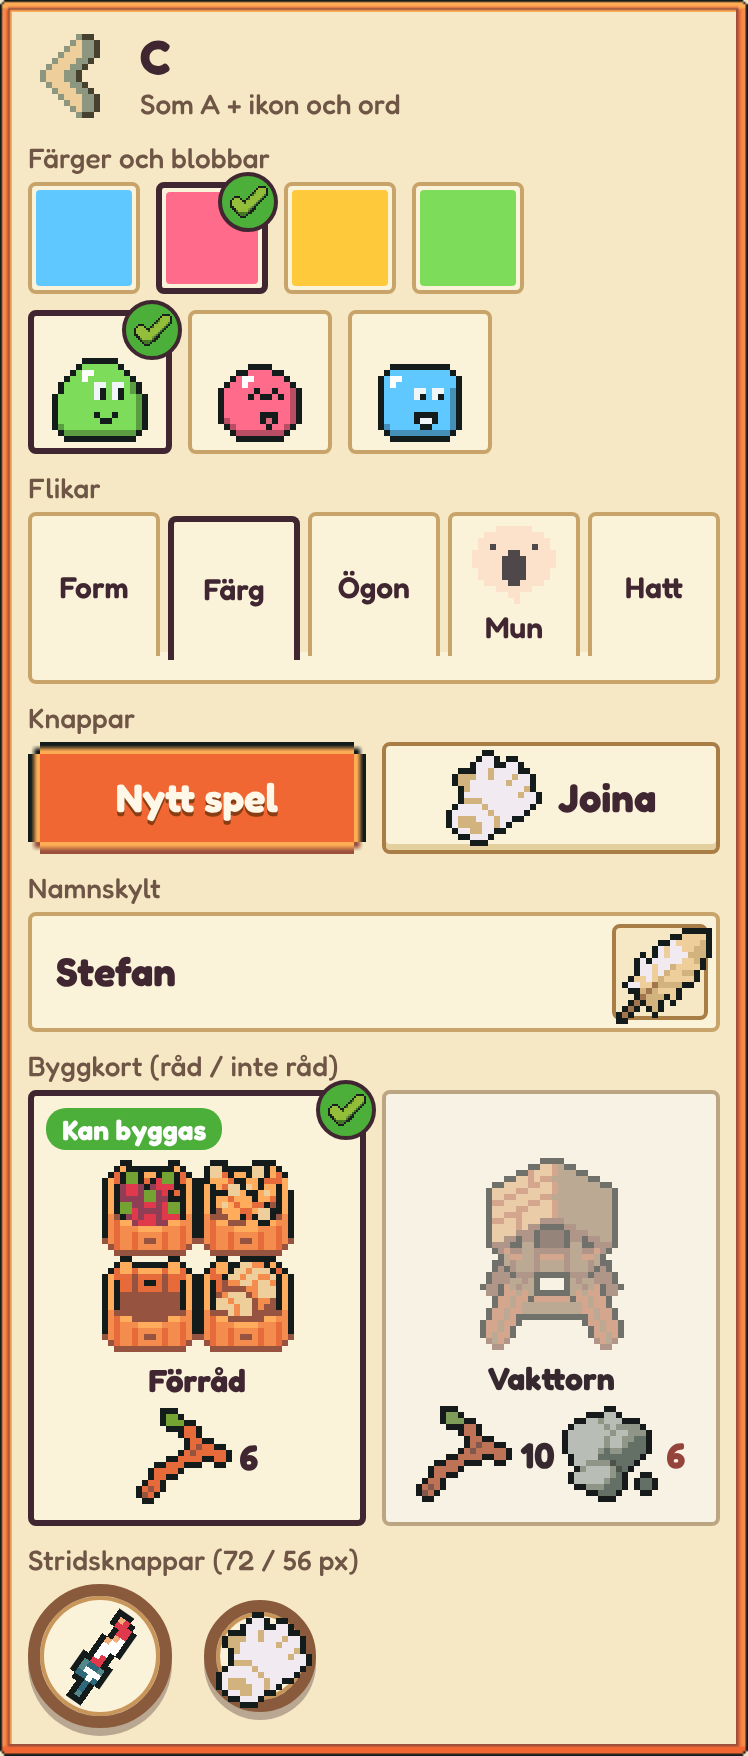 C
Som A + ikon och ord
Färger och blobbar
Flikar
Form
Färg
Ögon
Mun
Hatt
Knappar
Nytt spel
Joina
Namnskylt
Stefan
Byggkort (råd / inte råd)
Kan byggas
Förråd
6
Vakttorn
10 6
Stridsknappar (72 / 56 px)